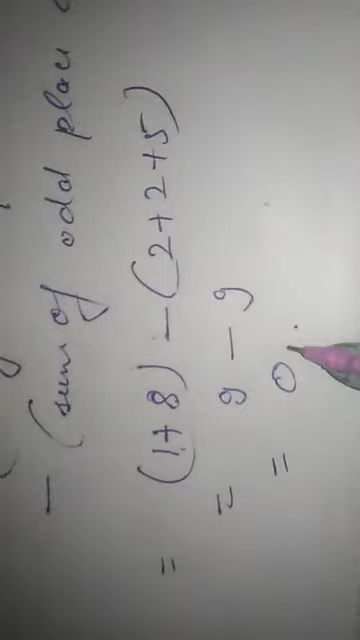 - (sum of odd place
= (1+8) - (2+2+5)
= 9 - 9
= 0